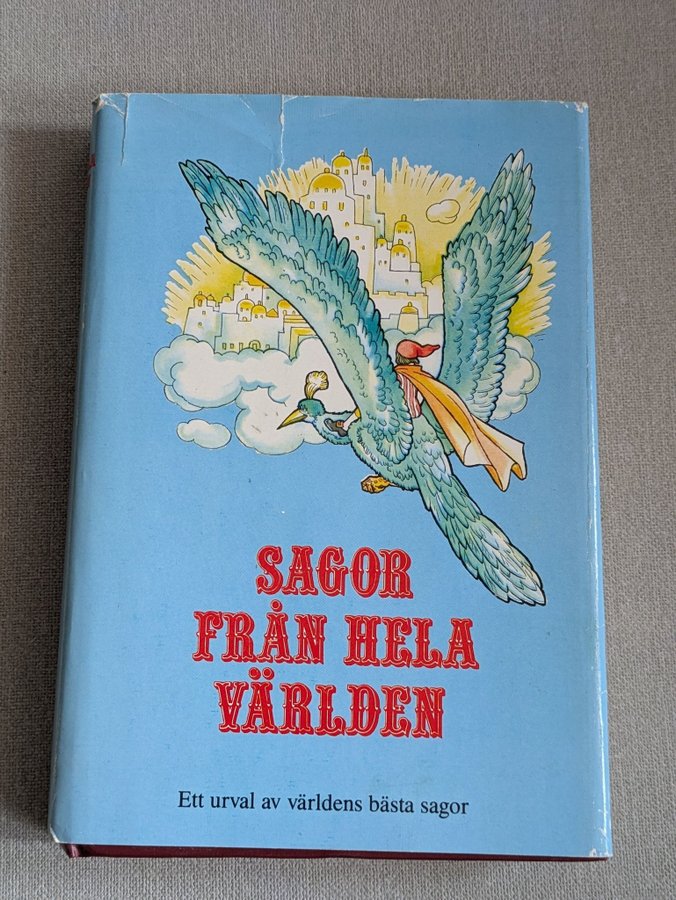 SAGOR
FRÅN HELA
VÄRLDEN
Ett urval av världens bästa sagor